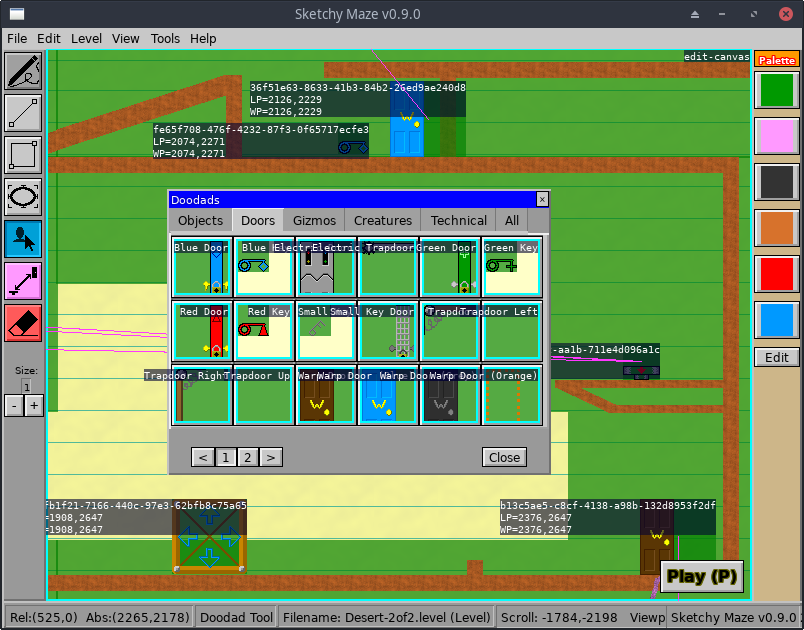 Sketchy Maze v0.9.0
File Edit Level View Tools Help
edit-canvas
Palette
36f51e63-8633-41b3-84b2-26ed9ae240d8
LP=2126,2229
WP=2126,2229
fe65f708-476f-4232-87f3-0f65717ecfe3
LP=2074,2271
WP=2074,2271
Doodads
Objects Doors Gizmos Creatures Technical All
Blue Door Blue Electric Trapdoor Green Door Green Key
Red Door Red Key Small Small Key Door Trapdoor Left
Trapdoor Right Trapdoor Up Warp Door Warp Door Warp Door (Orange)
-aa1b-711e4d096a1c
Edit
Size:
1
- +
< 1 2 > Close
fb1f21-7166-440c-97e3-62bfb8c75a65
=1908,2647
=1908,2647
b13c5ae5-c8cf-4138-a98b-132d8953f2df
LP=2376,2647
WP=2376,2647
Play (P)
Rel:(525,0) Abs:(2265,2178) Doodad Tool Filename: Desert-2of2.level (Level) Scroll: -1784,-2198 Viewp Sketchy Maze v0.9.0